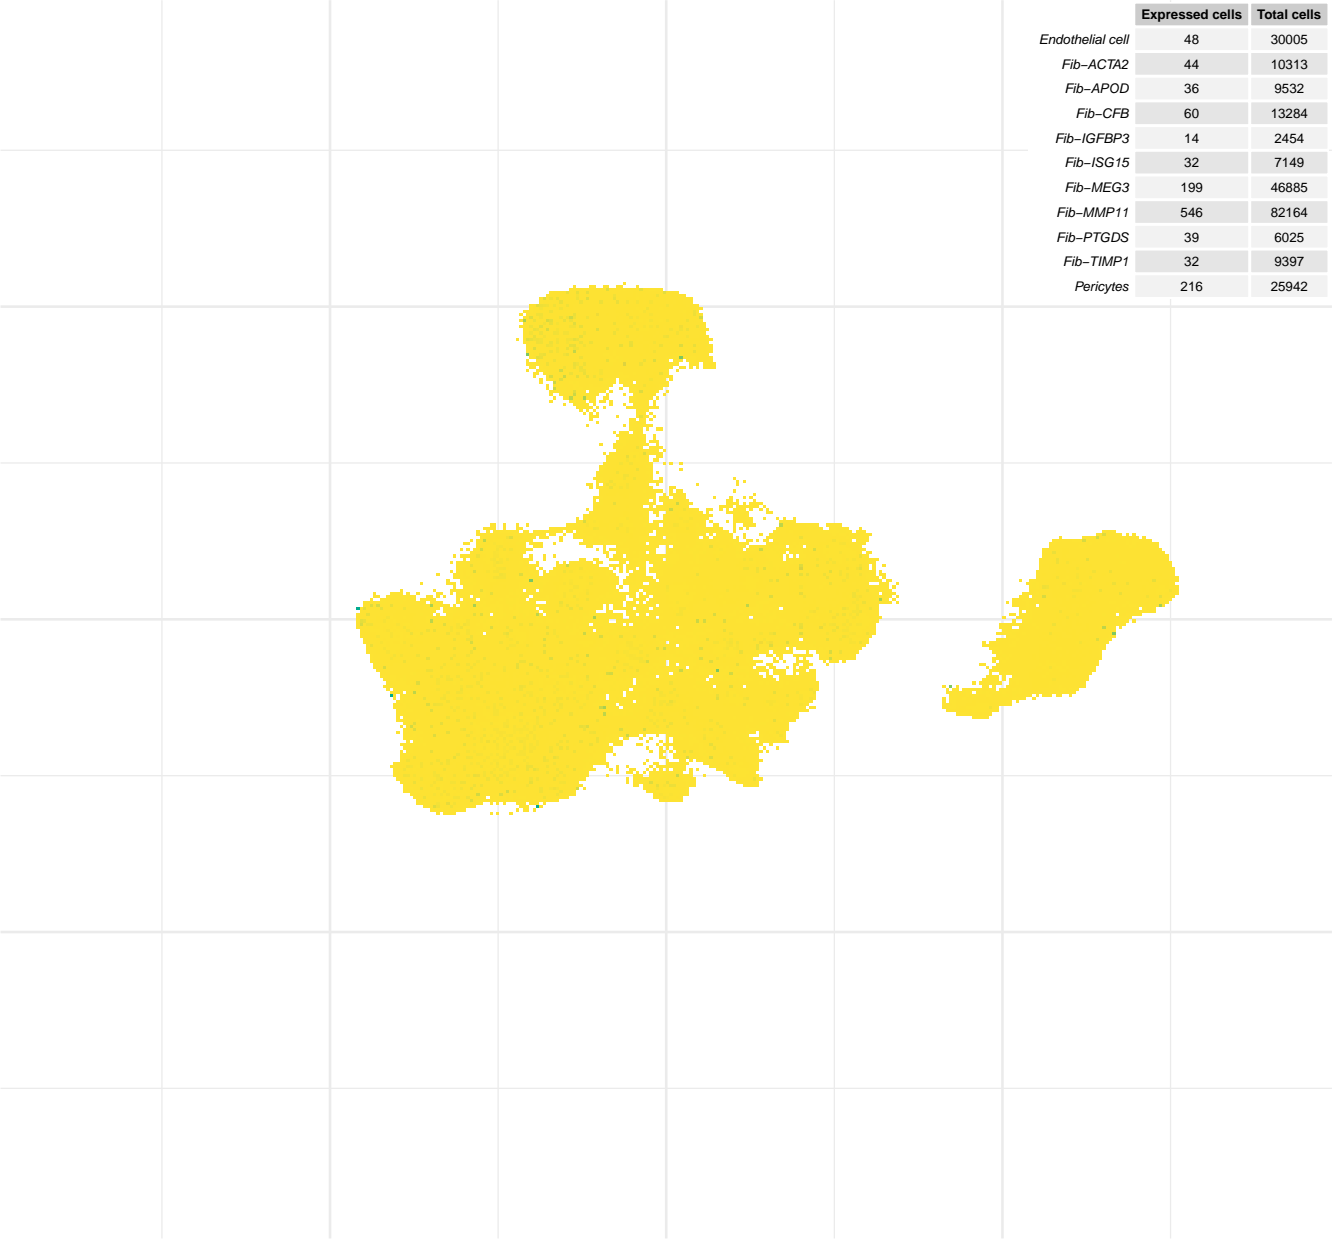 Expressed cells Total cells
Endothelial cell 48 30005
Fib−ACTA2 44 10313
Fib−APOD 36 9532
Fib−CFB 60 13284
Fib−IGFBP3 14 2454
Fib−ISG15 32 7149
Fib−MEG3 199 46885
Fib−MMP11 546 82164
Fib−PTGDS 39 6025
Fib−TIMP1 32 9397
Pericytes 216 25942